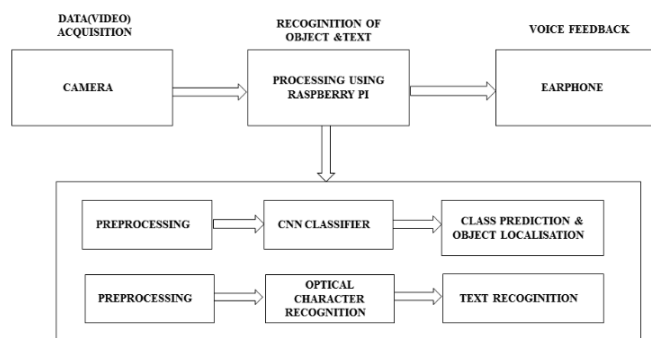 DATA(VIDEO)
ACQUISITION
RECOGINITION OF
OBJECT &TEXT
VOICE FEEDBACK
CAMERA
PROCESSING USING
RASPBERRY PI
EARPHONE
PREPROCESSING
CNN CLASSIFIER
CLASS PREDICTION &
OBJECT LOCALISATION
PREPROCESSING
OPTICAL
CHARACTER
RECOGNITION
TEXT RECOGINITION